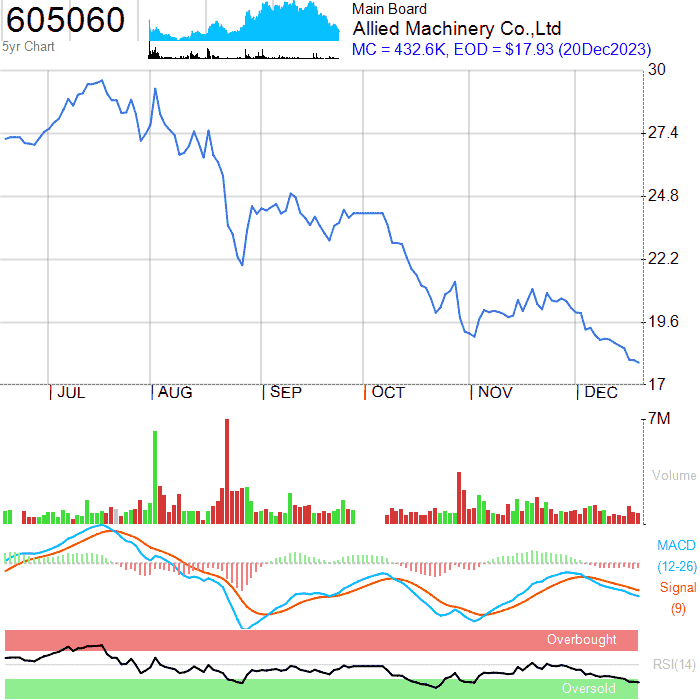 605060
5yr Chart
Main Board
Allied Machinery Co.,Ltd
MC = 432.6K, EOD = $17.93 (20Dec2023)
30
27.4
24.8
22.2
19.6
17
JUL AUG SEP OCT NOV DEC
7M
Volume
MACD
(12-26)
Signal
(9)
Overbought
RSI(14)
Oversold